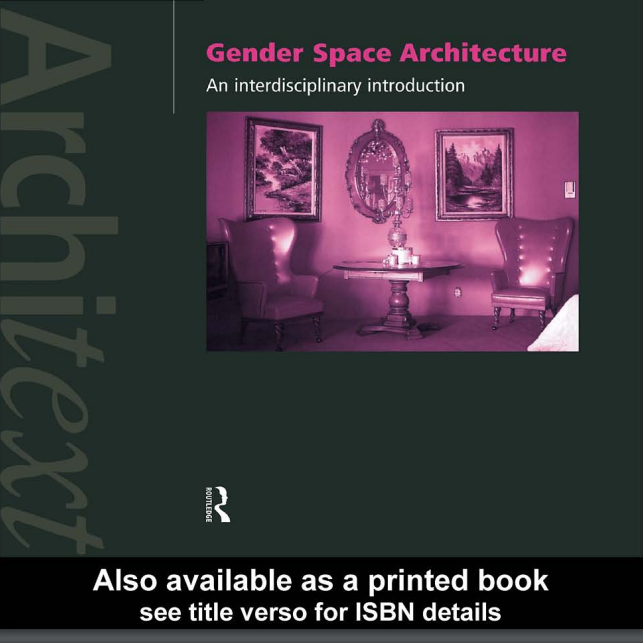 Architext
Gender Space Architecture
An interdisciplinary introduction
ROUTLEDGE
Also available as a printed book
see title verso for ISBN details